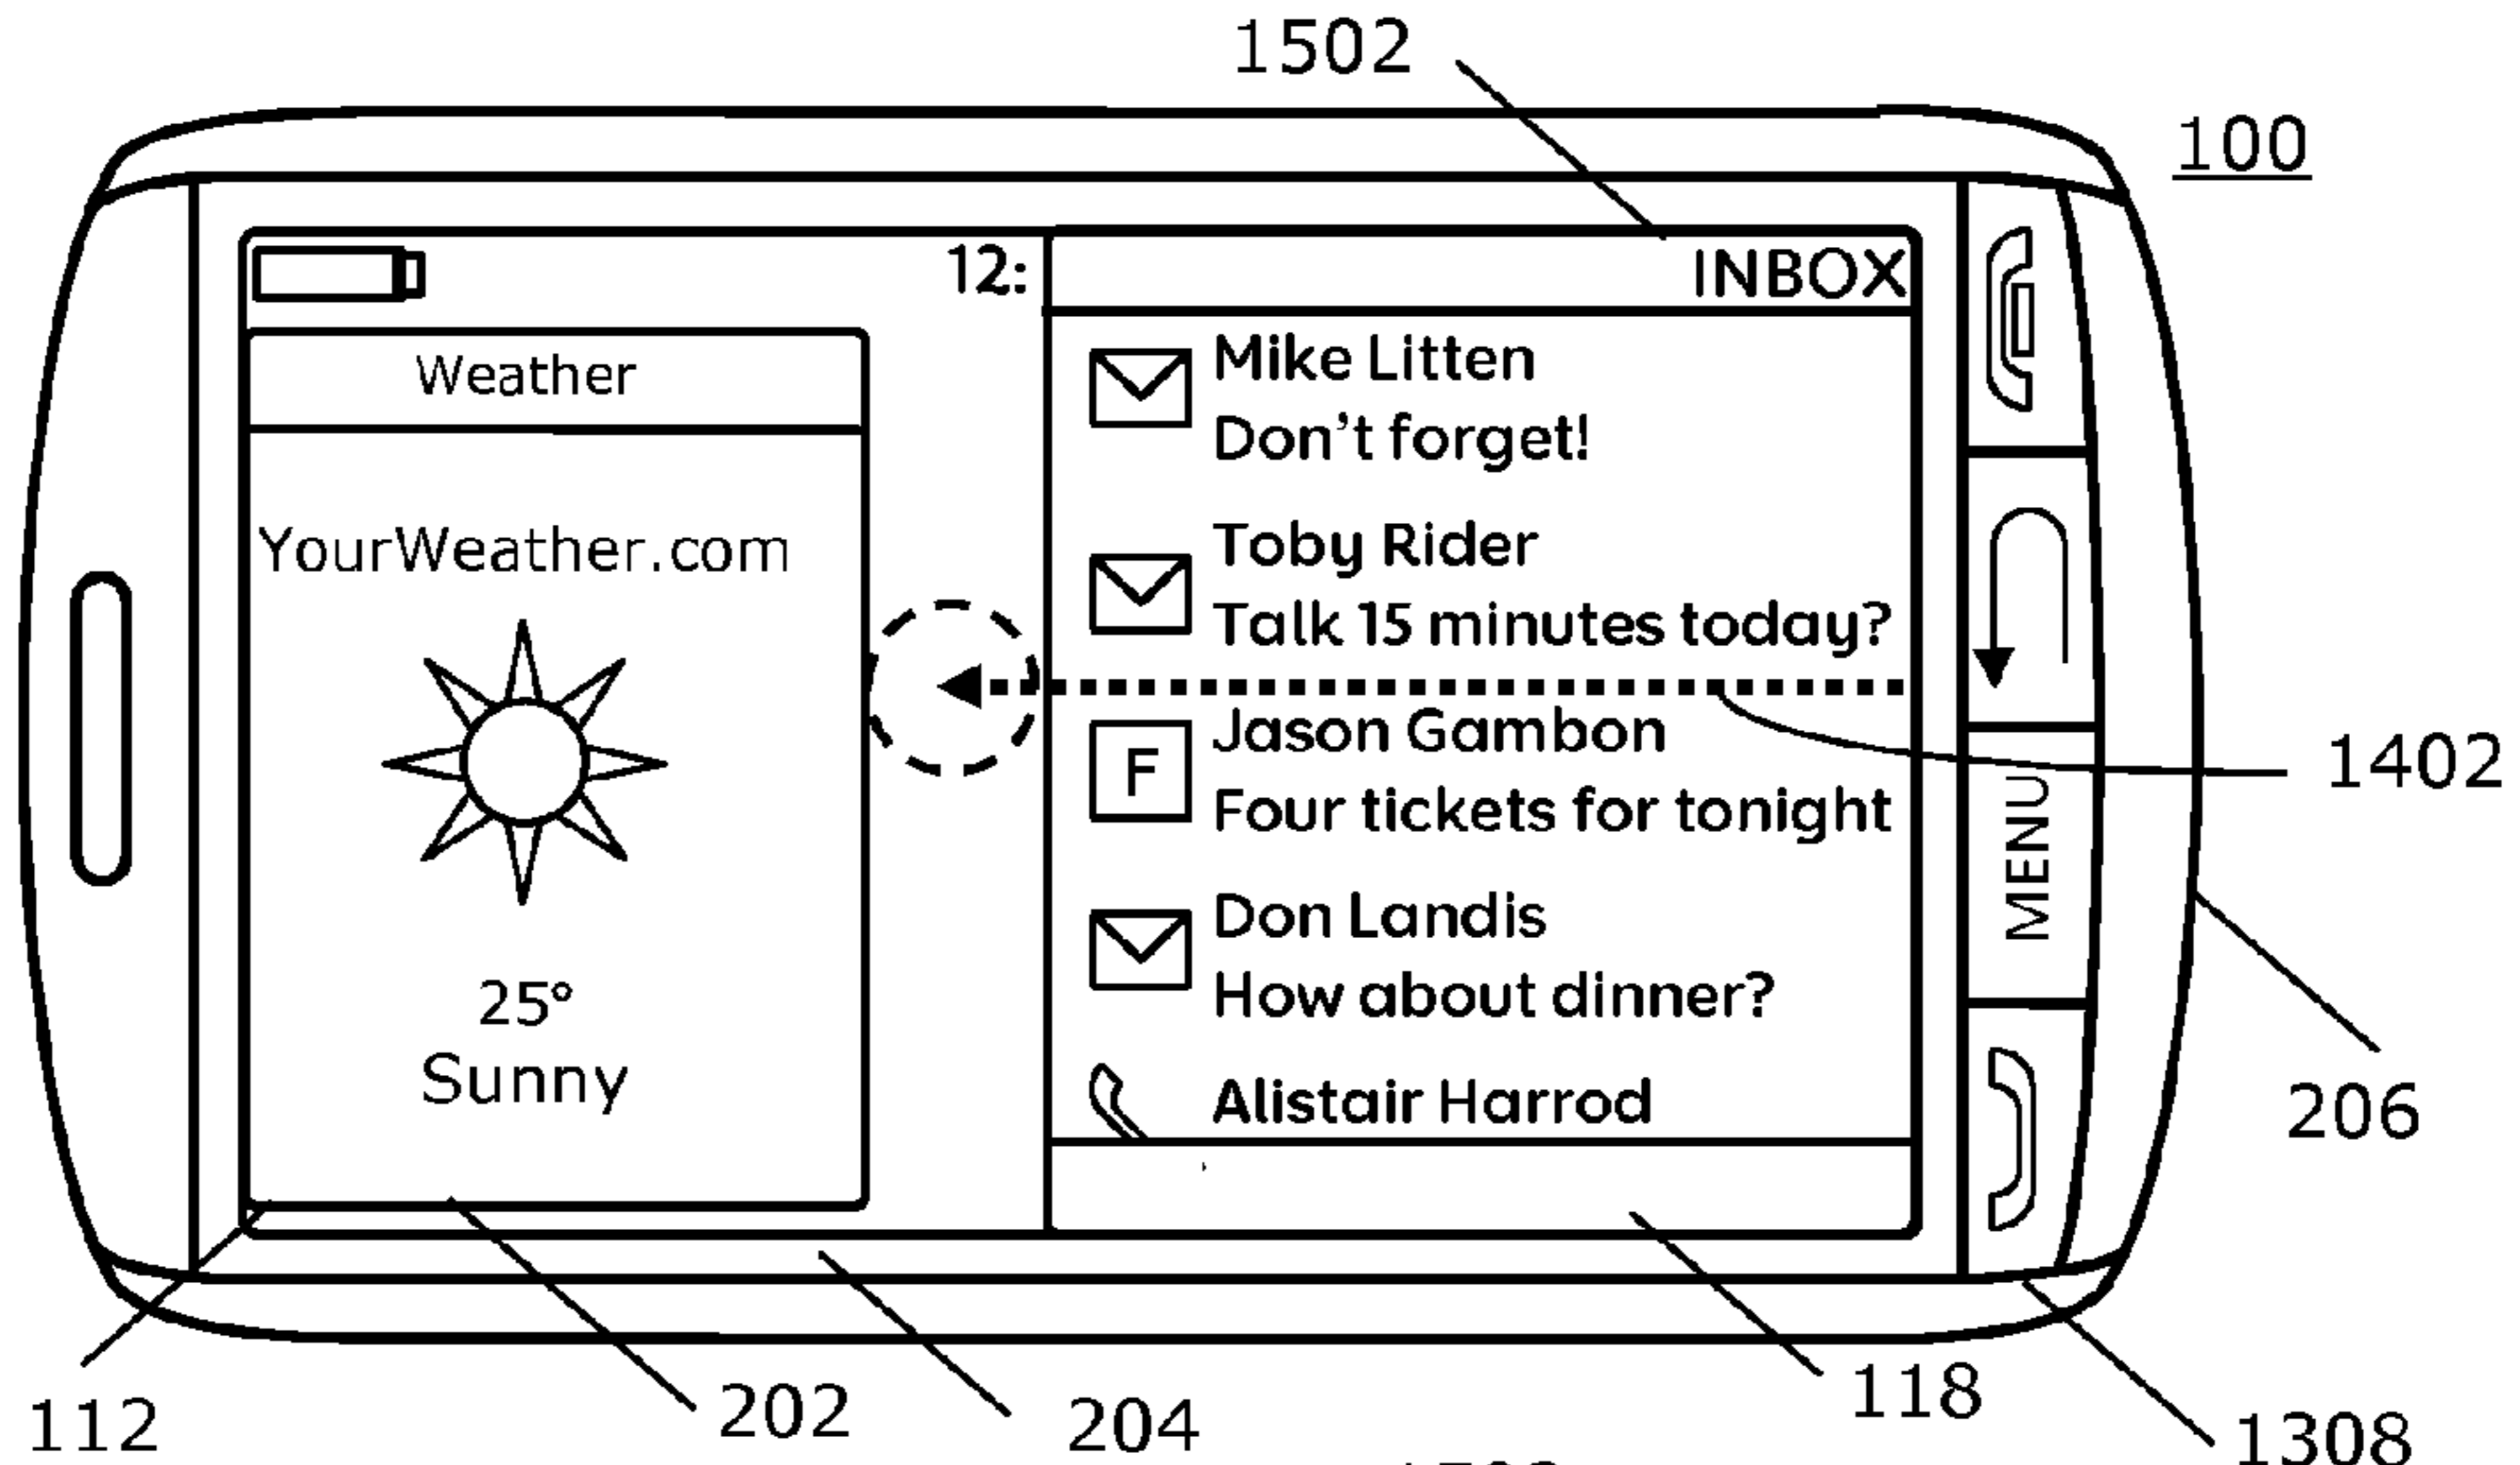 1502
100
12:
INBOX
Weather
YourWeather.com
25°
Sunny
Mike Litten
Don't forget!
Toby Rider
Talk 15 minutes today?
F
Jason Gambon
Four tickets for tonight
Don Landis
How about dinner?
Alistair Harrod
MENU
1402
206
112
202
204
118
1308